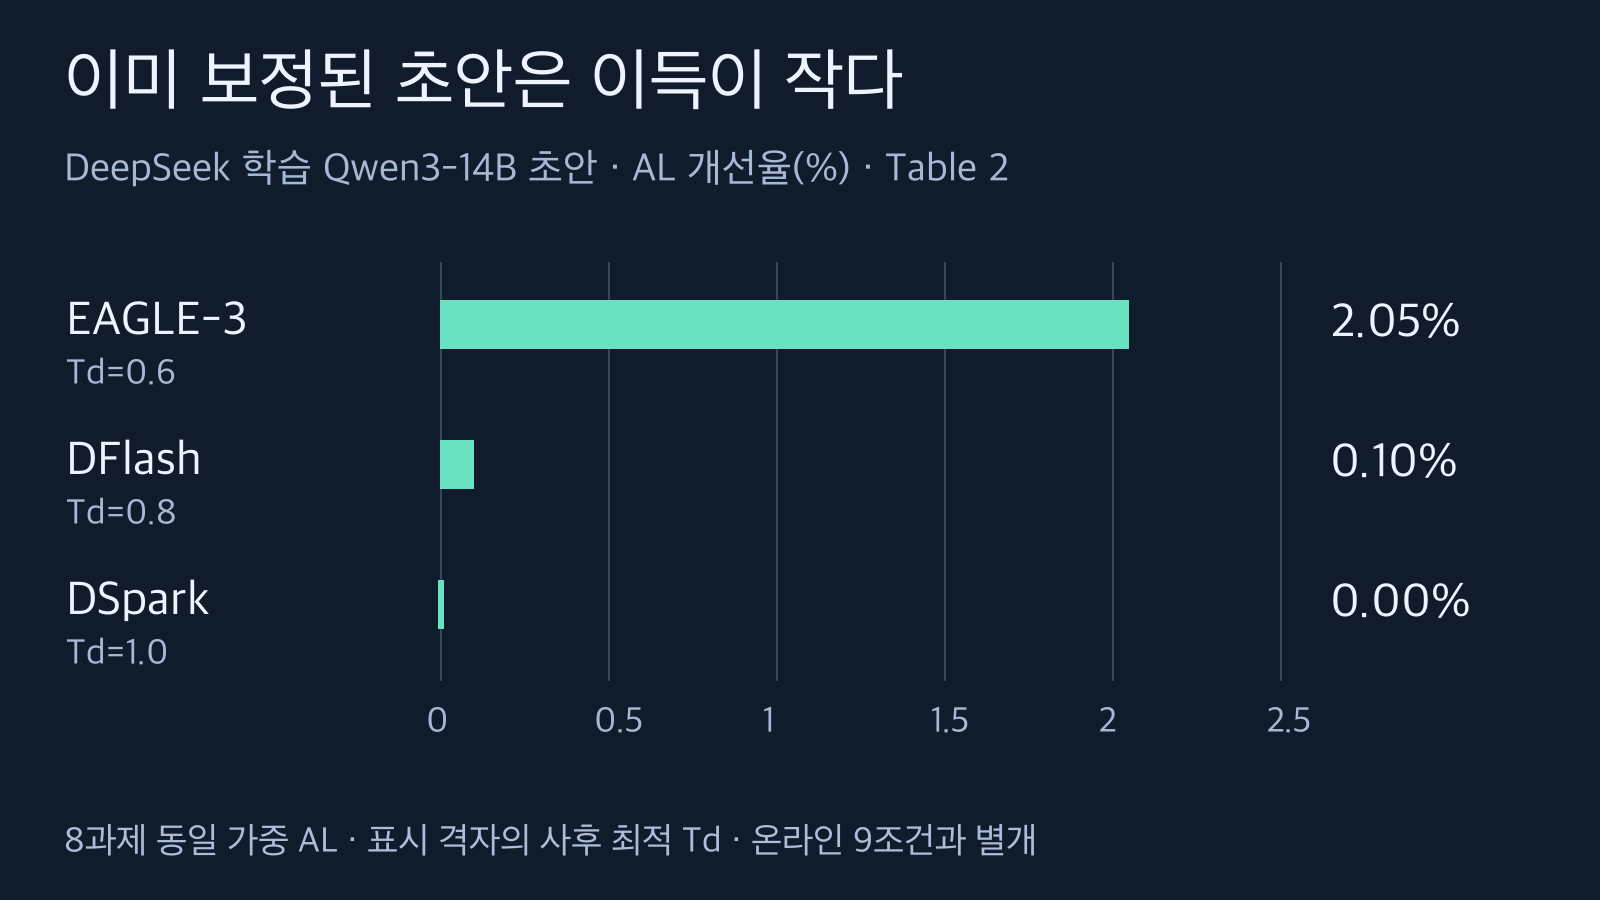 이미 보정된 초안은 이득이 작다
DeepSeek 학습 Qwen3-14B 초안 · AL 개선율(%) · Table 2
EAGLE-3
2.05%
Td=0.6
DFlash
0.10%
Td=0.8
DSpark
0.00%
Td=1.0
0 0.5 1 1.5 2 2.5
8과제 동일 가중 AL · 표시 격자의 사후 최적 Td · 온라인 9조건과 별개